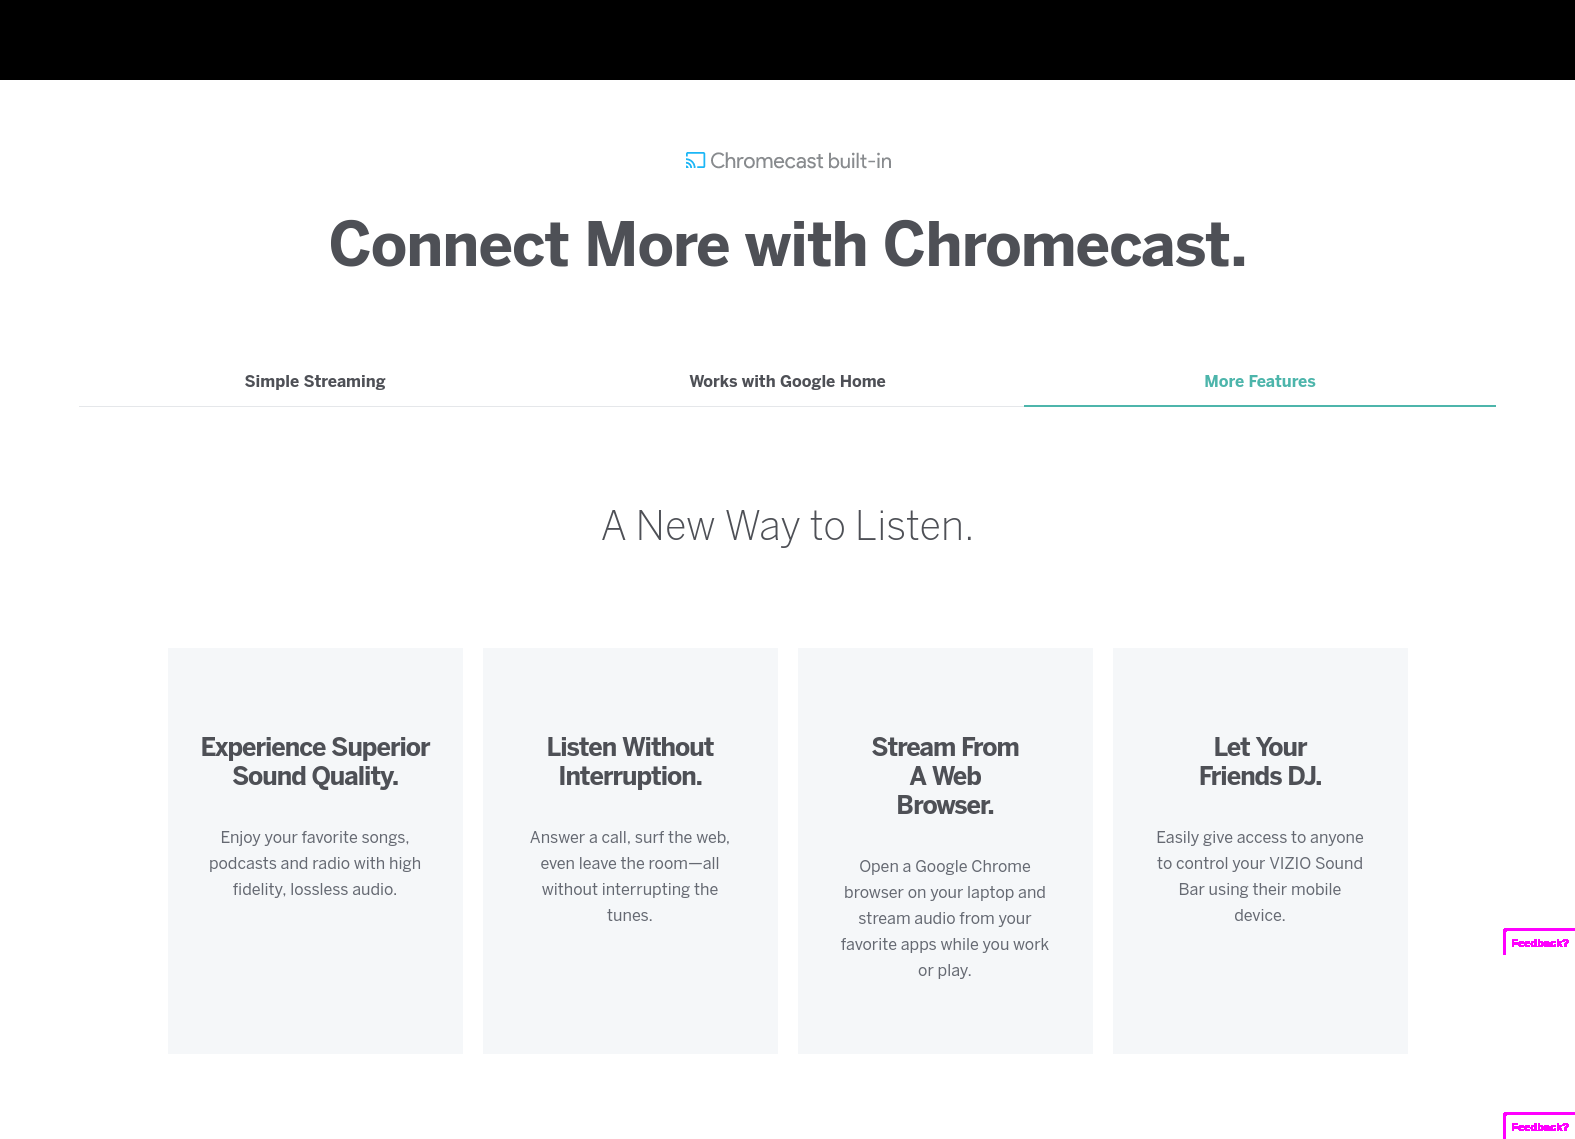 Chromecast built-in
Connect More with Chromecast.
Simple Streaming
Works with Google Home
More Features
A New Way to Listen.
Experience Superior
Sound Quality.
Enjoy your favorite songs,
podcasts and radio with high
fidelity, lossless audio.
Listen Without
Interruption.
Answer a call, surf the web,
even leave the room—all
without interrupting the
tunes.
Stream From
A Web
Browser.
Open a Google Chrome
browser on your laptop and
stream audio from your
favorite apps while you work
or play.
Let Your
Friends DJ.
Easily give access to anyone
to control your VIZIO Sound
Bar using their mobile
device.
Feedback?
Feedback?